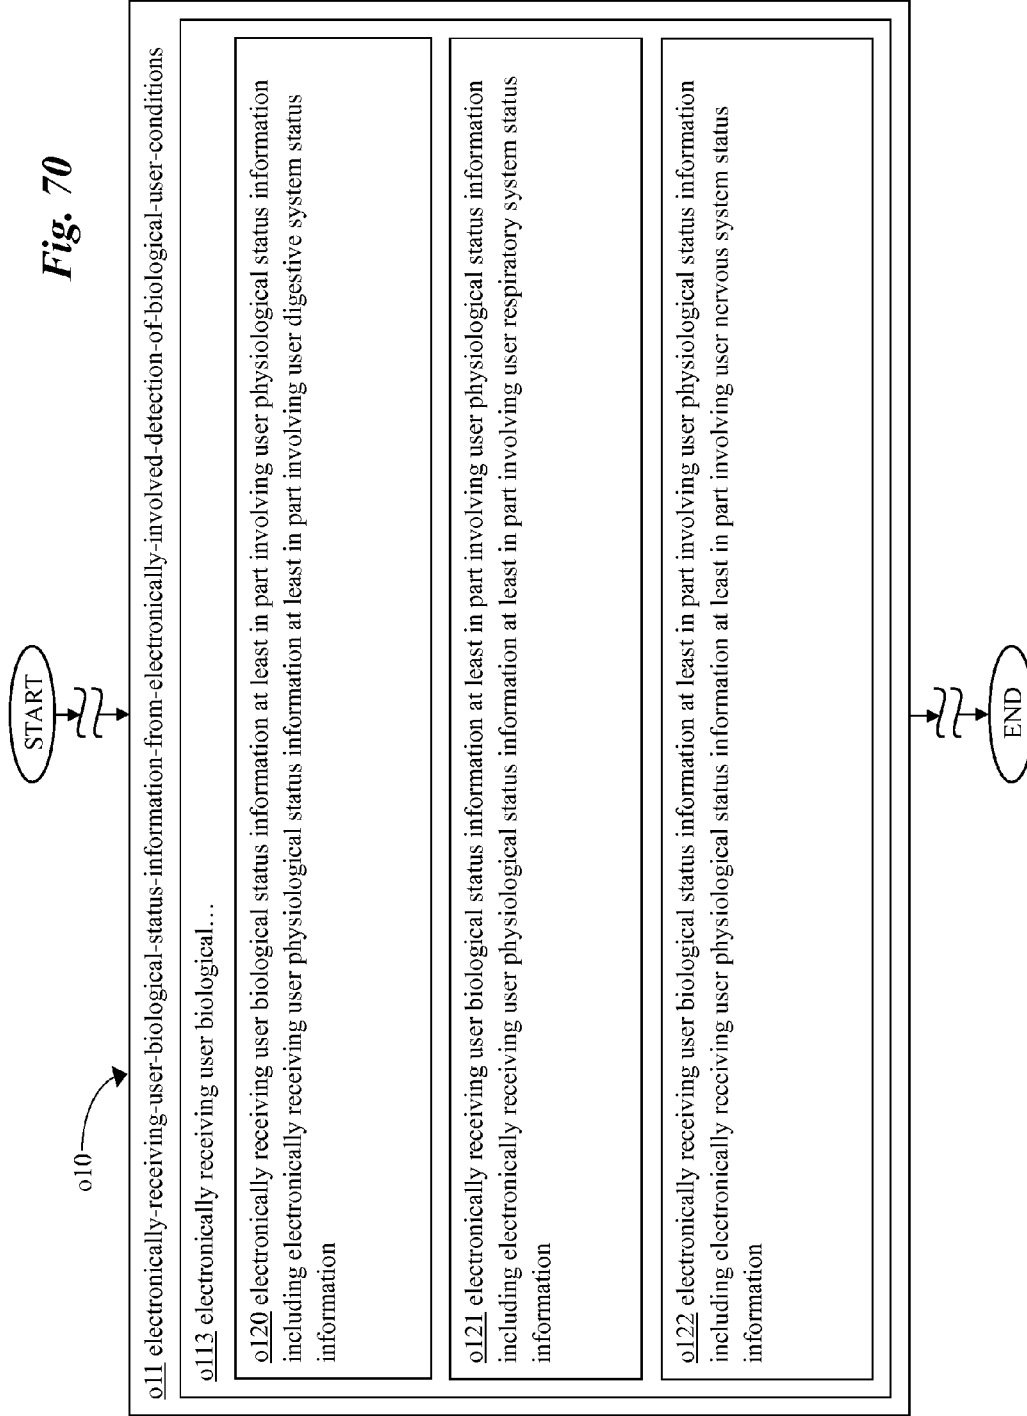 Fig. 70
START
o10
o11 electronically-receiving-user-biological-status-information-from-electronically-involved-detection-of-biological-user-conditions
o113 electronically receiving user biological…
o120 electronically receiving user biological status information at least in part involving user physiological status information
including electronically receiving user physiological status information at least in part involving user digestive system status
information
o121 electronically receiving user biological status information at least in part involving user physiological status information
including electronically receiving user physiological status information at least in part involving user respiratory system status
information
o122 electronically receiving user biological status information at least in part involving user physiological status information
including electronically receiving user physiological status information at least in part involving user nervous system status
information
END